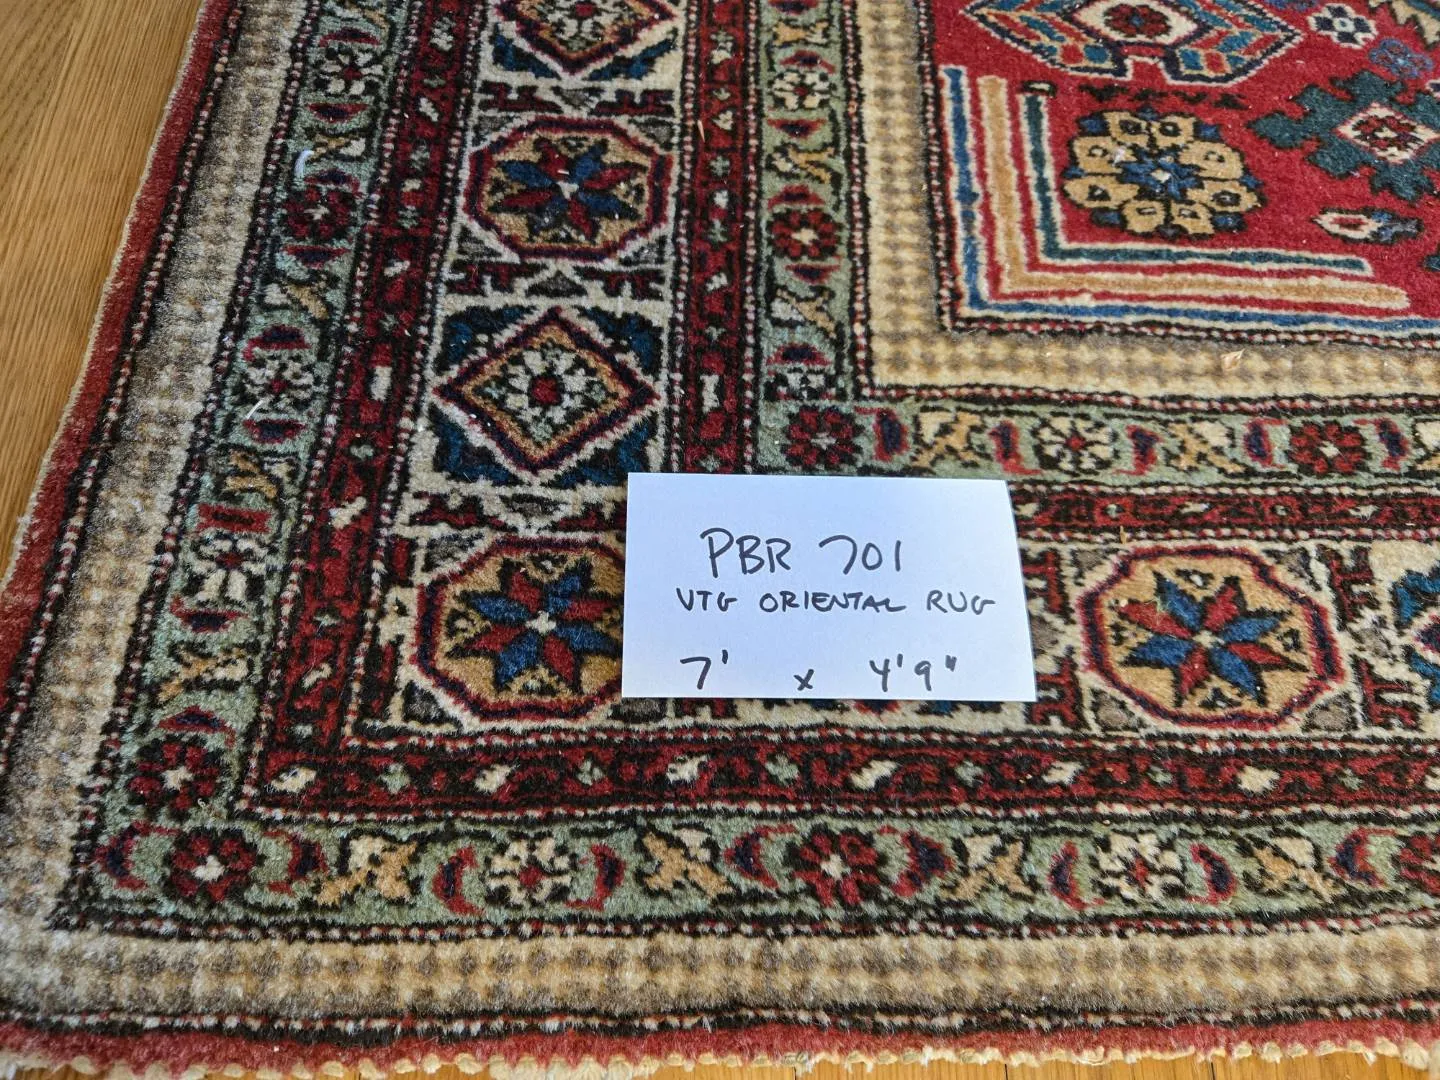 PBR 701
VTG ORIENTAL RUG
7' x 4'9"